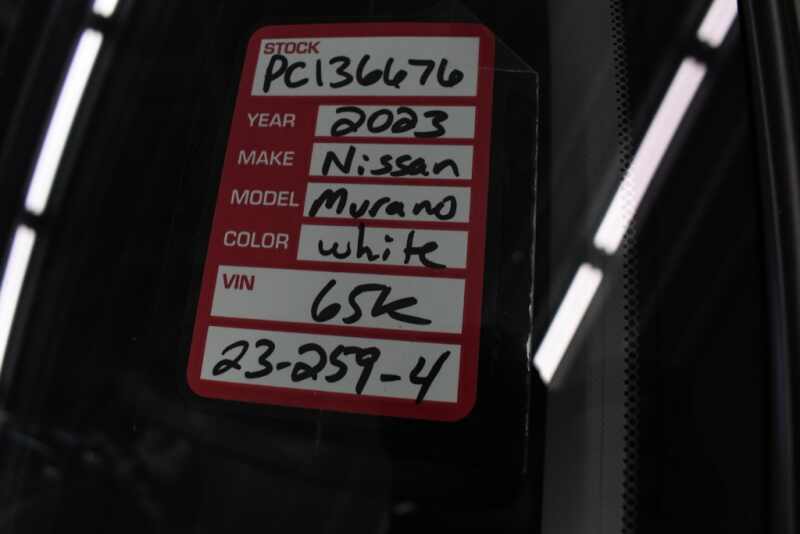 STOCK
PC136676
YEAR 2023
MAKE Nissan
MODEL Murano
COLOR white
VIN 65K
23-259-4